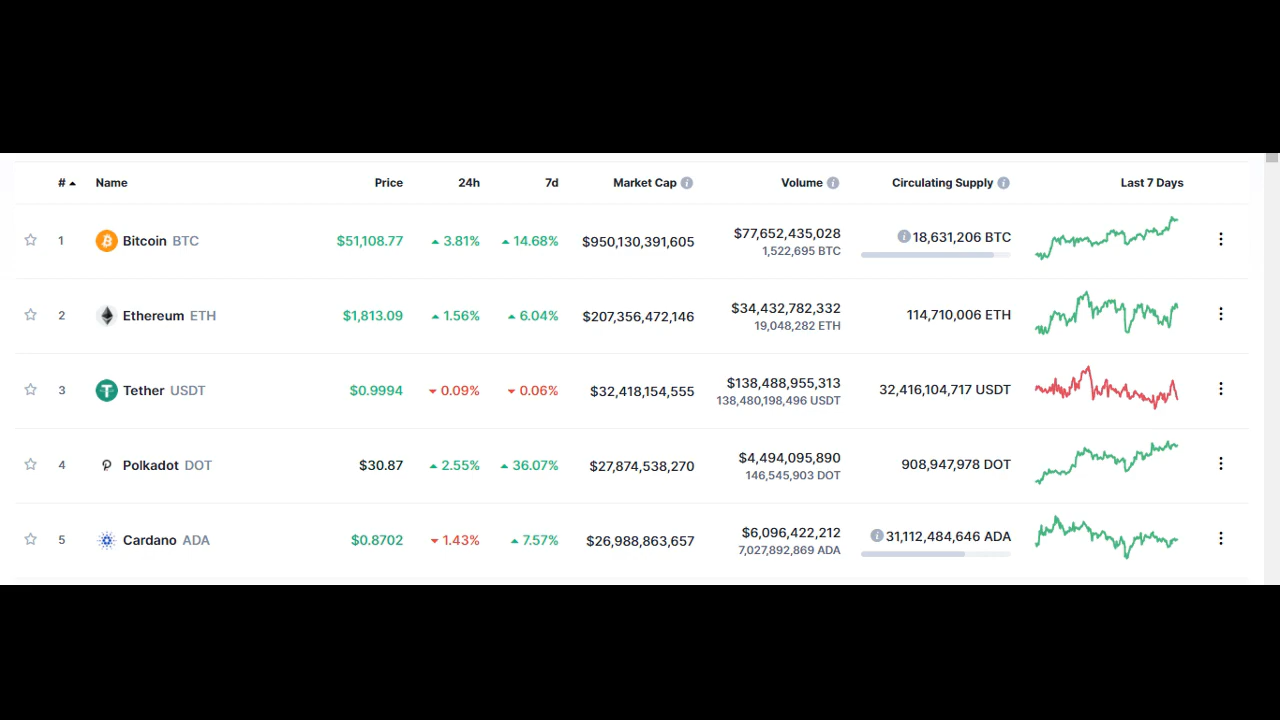 # Name Price 24h 7d Market Cap Volume Circulating Supply Last 7 Days
1 Bitcoin BTC $51,108.77 3.81% 14.68% $950,130,391,605 $77,652,435,028 18,631,206 BTC
1,522,695 BTC
2 Ethereum ETH $1,813.09 1.56% 6.04% $207,356,472,146 $34,432,782,332 114,710,006 ETH
19,048,282 ETH
3 Tether USDT $0.9994 0.09% 0.06% $32,418,154,555 $138,488,955,313 32,416,104,717 USDT
138,480,198,496 USDT
4 Polkadot DOT $30.87 2.55% 36.07% $27,874,538,270 $4,494,095,890 908,947,978 DOT
146,545,903 DOT
5 Cardano ADA $0.8702 1.43% 7.57% $26,988,863,657 $6,096,422,212 31,112,484,646 ADA
7,027,892,869 ADA